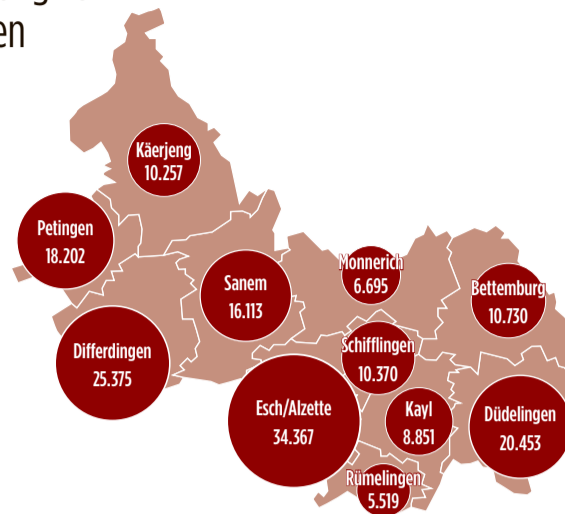 en
Käerjeng
10.257
Petingen
18.202
Sanem
16.113
Monnerich
6.695
Bettemburg
10.730
Differdingen
25.375
Schifflingen
10.370
Esch/Alzette
34.367
Kayl
8.851
Düdelingen
20.453
Rümelingen
5.519